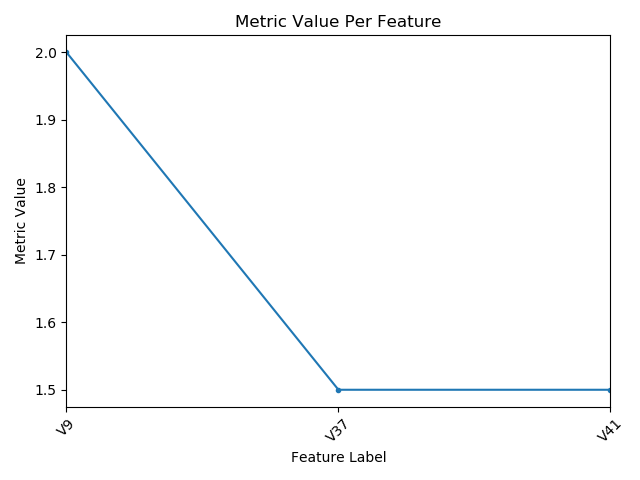 Metric Value Per Feature
2.0
1.9
1.8
1.7
1.6
1.5
Metric Value
V9
V37
V41
Feature Label